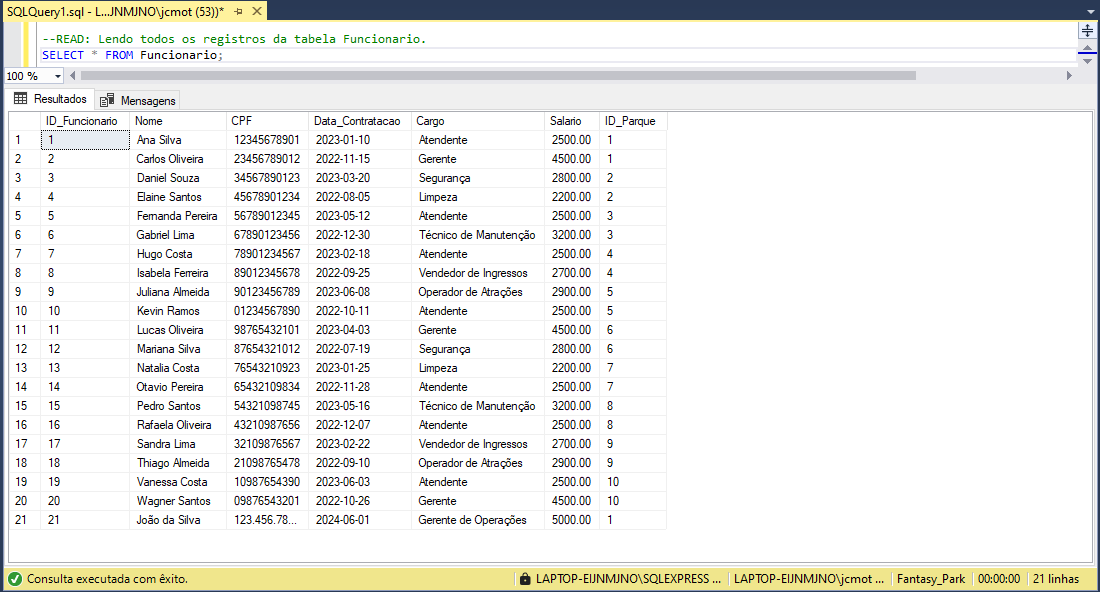 SQLQuery1.sql - L...JNMJNO\jcmot (53))*
--READ: Lendo todos os registros da tabela Funcionario.
SELECT * FROM Funcionario;
100 %
Resultados Mensagens
ID_Funcionario Nome CPF Data_Contratacao Cargo Salario ID_Parque
1 1 Ana Silva 12345678901 2023-01-10 Atendente 2500.00 1
2 2 Carlos Oliveira 23456789012 2022-11-15 Gerente 4500.00 1
3 3 Daniel Souza 34567890123 2023-03-20 Segurança 2800.00 2
4 4 Elaine Santos 45678901234 2022-08-05 Limpeza 2200.00 2
5 5 Fernanda Pereira 56789012345 2023-05-12 Atendente 2500.00 3
6 6 Gabriel Lima 67890123456 2022-12-30 Técnico de Manutenção 3200.00 3
7 7 Hugo Costa 78901234567 2023-02-18 Atendente 2500.00 4
8 8 Isabela Ferreira 89012345678 2022-09-25 Vendedor de Ingressos 2700.00 4
9 9 Juliana Almeida 90123456789 2023-06-08 Operador de Atrações 2900.00 5
10 10 Kevin Ramos 01234567890 2022-10-11 Atendente 2500.00 5
11 11 Lucas Oliveira 98765432101 2023-04-03 Gerente 4500.00 6
12 12 Mariana Silva 87654321012 2022-07-19 Segurança 2800.00 6
13 13 Natalia Costa 76543210923 2023-01-25 Limpeza 2200.00 7
14 14 Otavio Pereira 65432109834 2022-11-28 Atendente 2500.00 7
15 15 Pedro Santos 54321098745 2023-05-16 Técnico de Manutenção 3200.00 8
16 16 Rafaela Oliveira 43210987656 2022-12-07 Atendente 2500.00 8
17 17 Sandra Lima 32109876567 2023-02-22 Vendedor de Ingressos 2700.00 9
18 18 Thiago Almeida 21098765478 2022-09-10 Operador de Atrações 2900.00 9
19 19 Vanessa Costa 10987654390 2023-06-03 Atendente 2500.00 10
20 20 Wagner Santos 09876543201 2022-10-26 Gerente 4500.00 10
21 21 João da Silva 123.456.78... 2024-06-01 Gerente de Operações 5000.00 1
Consulta executada com êxito. LAPTOP-EIJNMJNO\SQLEXPRESS ... LAPTOP-EIJNMJNO\jcmot ... Fantasy_Park 00:00:00 21 linhas